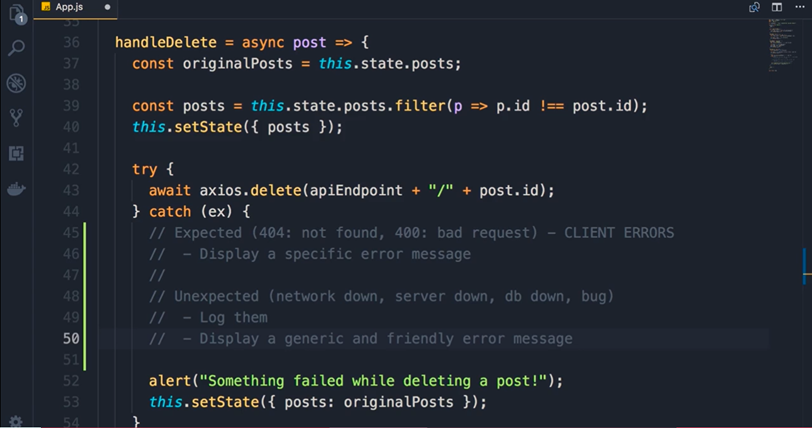 App.js
1
35
36 handleDelete = async post => {
37 const originalPosts = this.state.posts;
38
39 const posts = this.state.posts.filter(p => p.id !== post.id);
40 this.setState({ posts });
41
42 try {
43 await axios.delete(apiEndpoint + "/" + post.id);
44 } catch (ex) {
45 // Expected (404: not found, 400: bad request) - CLIENT ERRORS
46 // - Display a specific error message
47 //
48 // Unexpected (network down, server down, db down, bug)
49 // - Log them
50 // - Display a generic and friendly error message
51
52 alert("Something failed while deleting a post!");
53 this.setState({ posts: originalPosts });
54 }